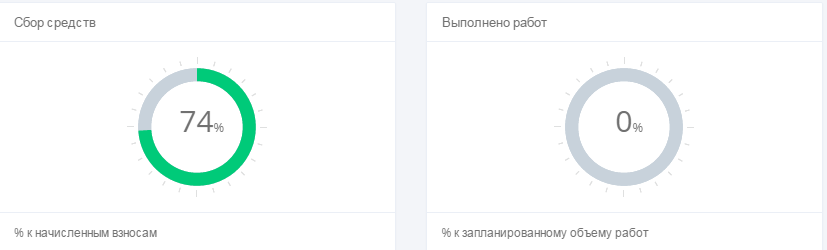 Сбор средств
74%
% к начисленным взносам
Выполнено работ
0%
% к запланированному объему работ